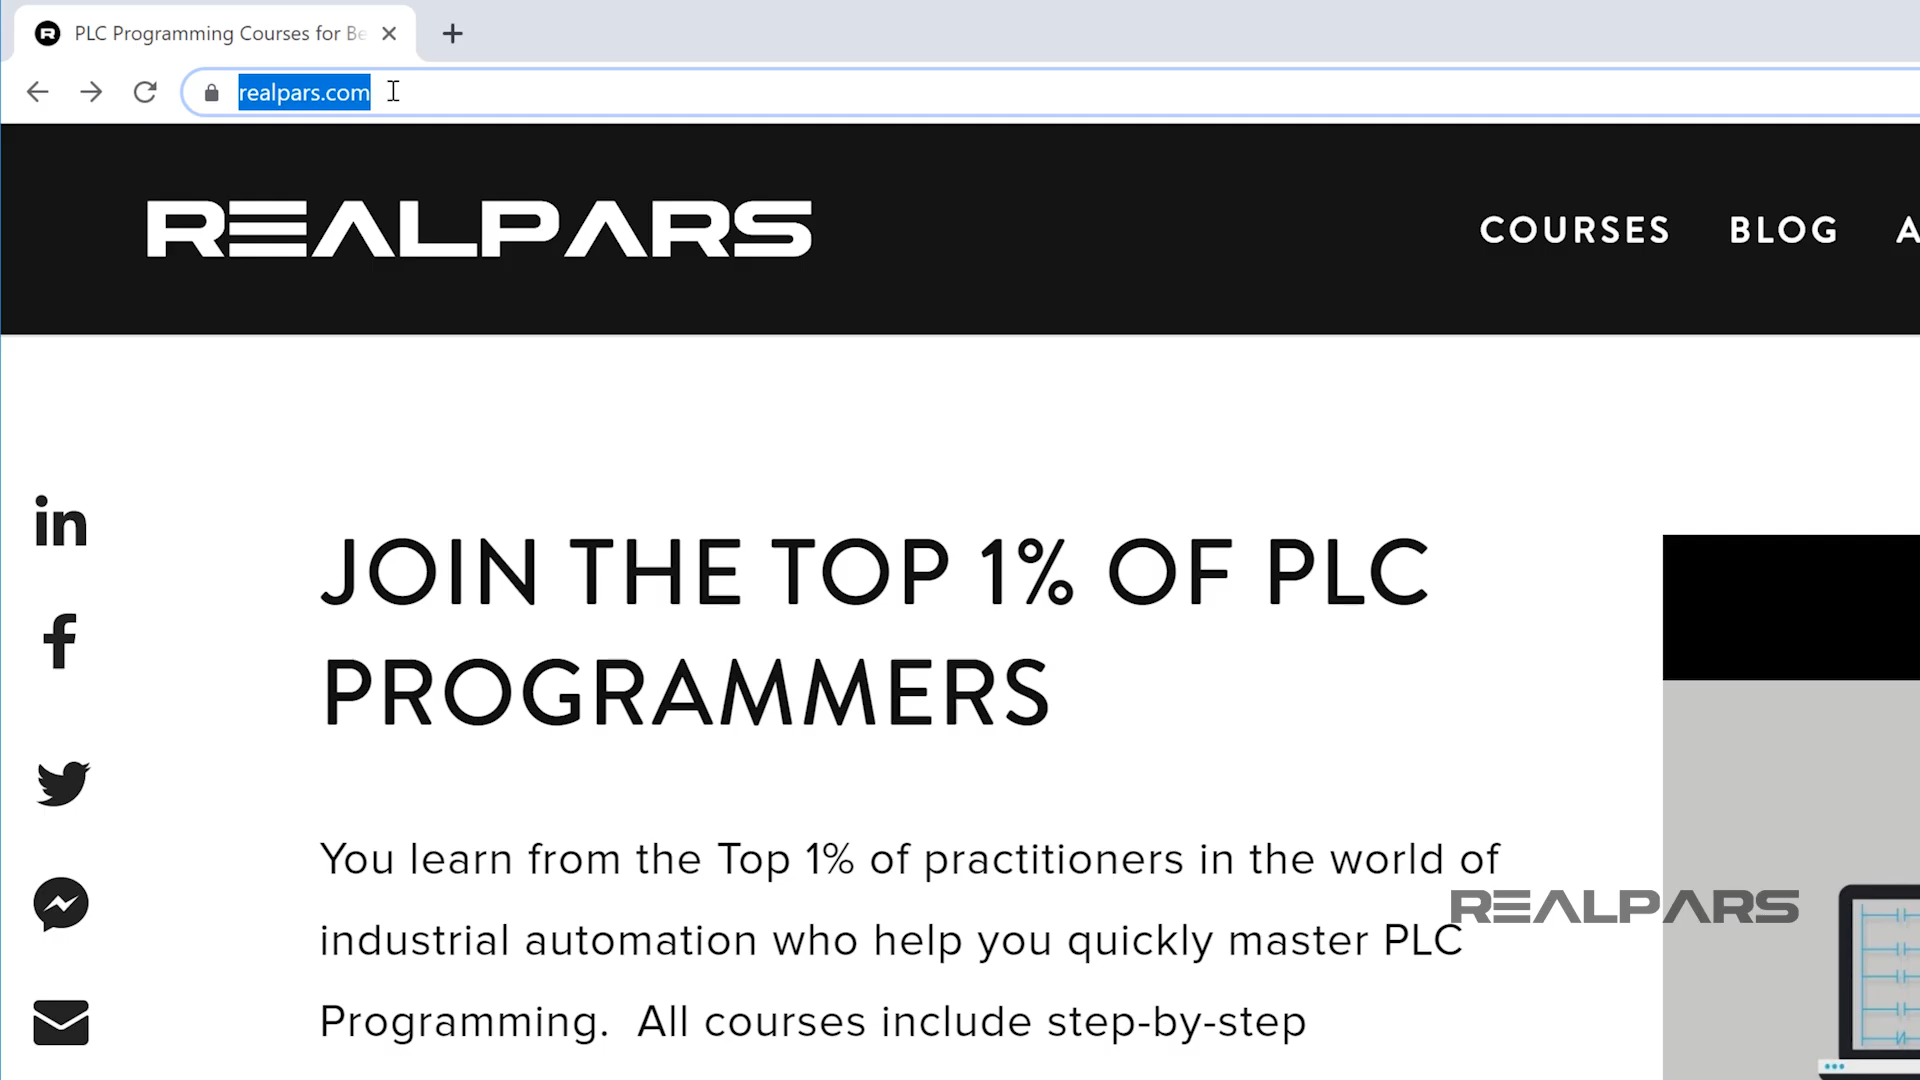 PLC Programming Courses for Be
realpars.com
REALPARS
COURSES BLOG A
in
f
JOIN THE TOP 1% OF PLC
PROGRAMMERS
You learn from the Top 1% of practitioners in the world of
industrial automation who help you quickly master PLC
Programming. All courses include step-by-step
REALPARS